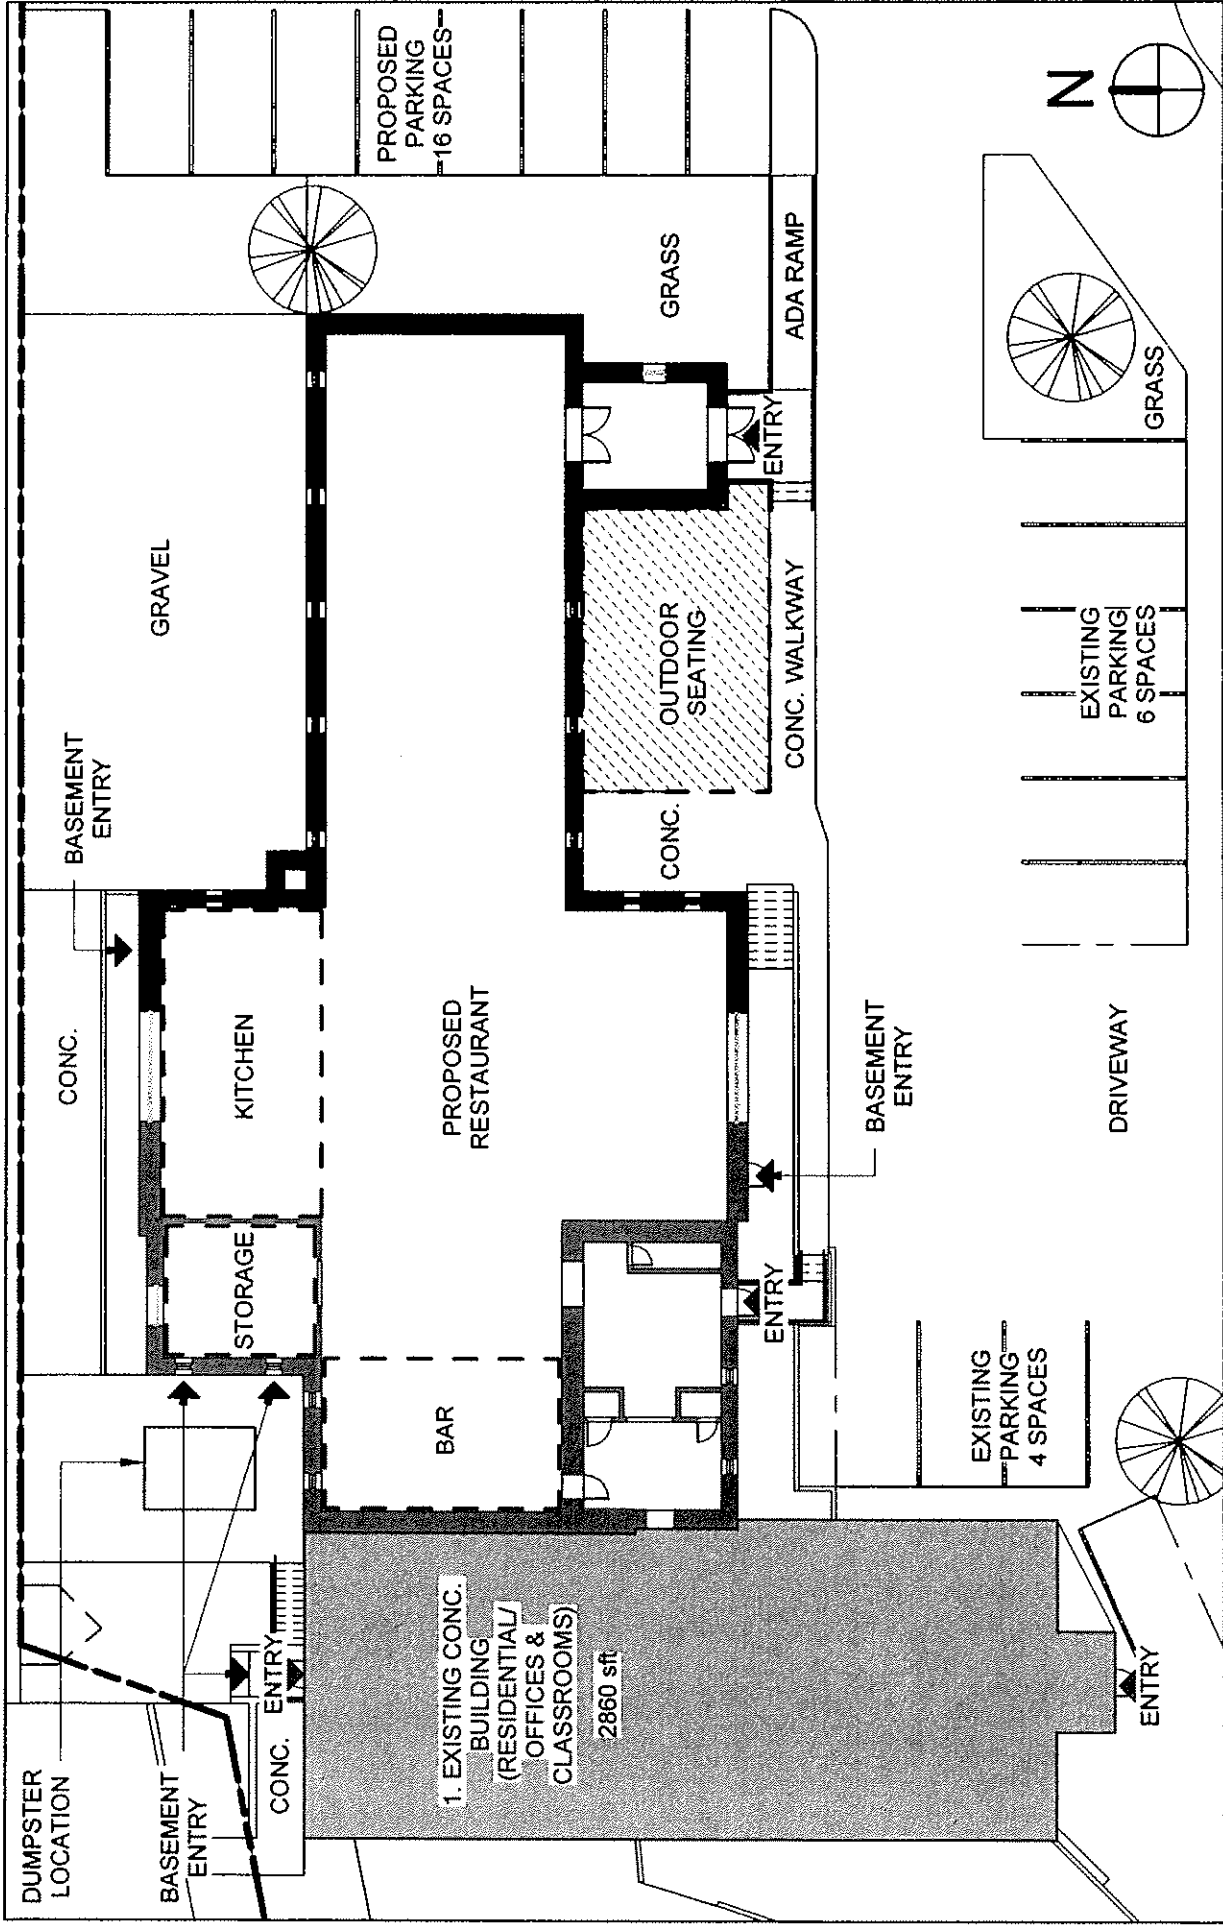 DUMPSTER
LOCATION
BASEMENT
ENTRY
CONC.
ENTRY
CONC.
BASEMENT
ENTRY
GRAVEL
PROPOSED
PARKING
16 SPACES
STORAGE
KITCHEN
BAR
PROPOSED
RESTAURANT
1. EXISTING CONC.
BUILDING
(RESIDENTIAL/
OFFICES &
CLASSROOMS)
2860 sft
CONC.
OUTDOOR
SEATING
GRASS
ENTRY
ENTRY
CONC. WALKWAY
ADA RAMP
BASEMENT
ENTRY
EXISTING
PARKING
4 SPACES
ENTRY
DRIVEWAY
EXISTING
PARKING
6 SPACES
GRASS
N